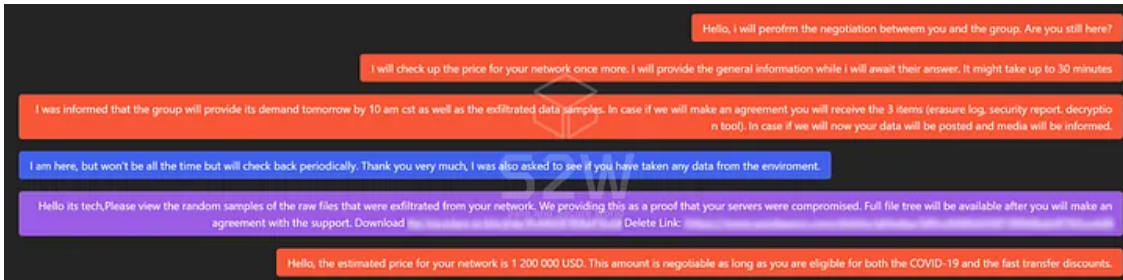 Hello, i will perofrm the negotiation betweem you and the group. Are you still here?
I will check up the price for your network once more. I will provide the general information while i will await their answer. It might take up to 30 minutes
I was informed that the group will provide its demand tomorrow by 10 am cst as well as the exfiltrated data samples. In case if we will make an agreement you will receive the 3 items (erasure log, security report, decryptio
n tool). In case if we will now your data will be posted and media will be informed.
I am here, but won't be all the time but will check back periodically. Thank you very much, I was also asked to see if you have taken any data from the enviroment.
S2W
Hello its tech,Please view the random samples of the raw files that were exfiltrated from your network. We providing this as a proof that your servers were compromised. Full file tree will be available after you will make an
agreement with the support. Download Delete Link:
Hello, the estimated price for your network is 1 200 000 USD. This amount is negotiable as long as you are eligible for both the COVID-19 and the fast transfer discounts.